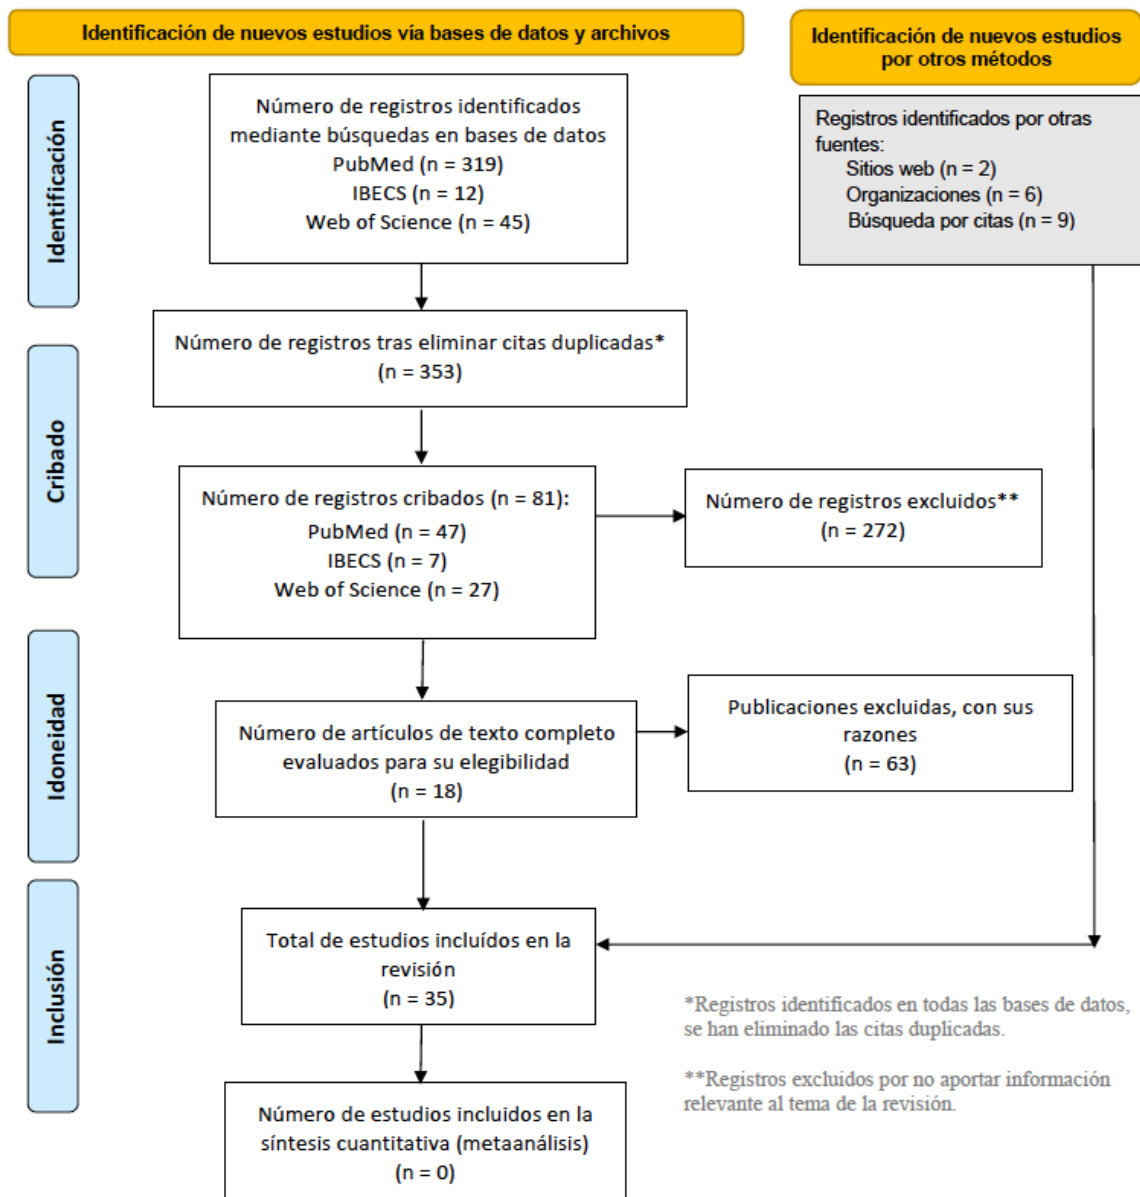 Identificación de nuevos estudios vía bases de datos y archivos
Identificación de nuevos estudios
por otros métodos
Identificación
Número de registros identificados
mediante búsquedas en bases de datos
PubMed (n = 319)
IBECS (n = 12)
Web of Science (n = 45)
Registros identificados por otras
fuentes:
Sitios web (n = 2)
Organizaciones (n = 6)
Búsqueda por citas (n = 9)
Número de registros tras eliminar citas duplicadas*
(n = 353)
Cribado
Número de registros cribados (n = 81):
PubMed (n = 47)
IBECS (n = 7)
Web of Science (n = 27)
Número de registros excluidos**
(n = 272)
Idoneidad
Número de artículos de texto completo
evaluados para su elegibilidad
(n = 18)
Publicaciones excluidas, con sus
razones
(n = 63)
Inclusión
Total de estudios incluídos en la
revisión
(n = 35)
Número de estudios incluidos en la
síntesis cuantitativa (metaanálisis)
(n = 0)
*Registros identificados en todas las bases de datos,
se han eliminado las citas duplicadas.
**Registros excluidos por no aportar información
relevante al tema de la revisión.